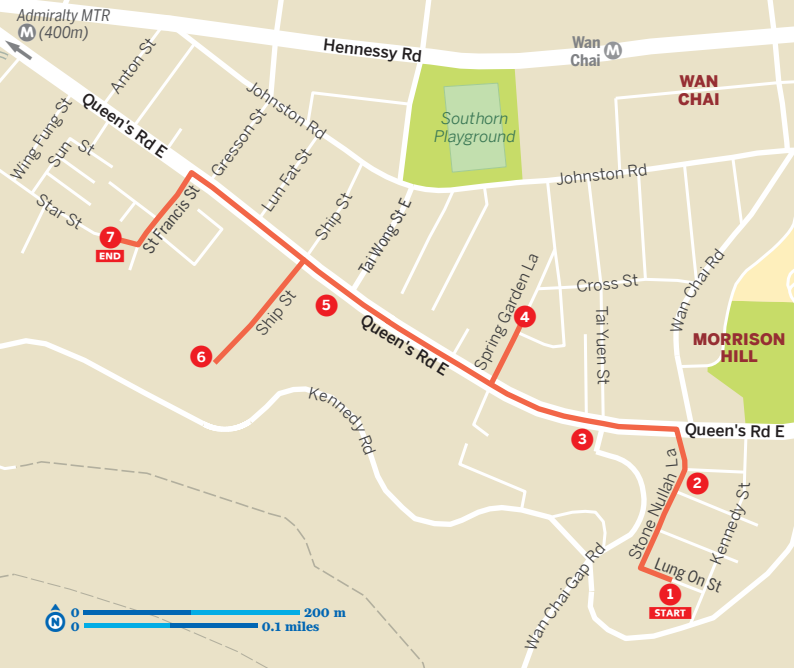 Admiralty MTR
M (400m)
Anton St
Hennessy Rd
Wan
Chai
M
WAN
CHAI
Queen's Rd E
Johnston Rd
Southorn
Playground
Wing Fung St
Sun St
Gresson St
Lun Fat St
Johnston Rd
Star St
St Francis St
Ship St
Tai Wong St E
7
END
Spring Garden La
Cross St
Wan Chai Rd
5
Ship St
4
Tai Yuen St
Queen's Rd E
6
MORRISON
HILL
Kennedy Rd
3
Queen's Rd E
Stone Nullah La
2
Kennedy St
Wan Chai Gap Rd
Lung On St
1
START
N
0 200 m
0 0.1 miles